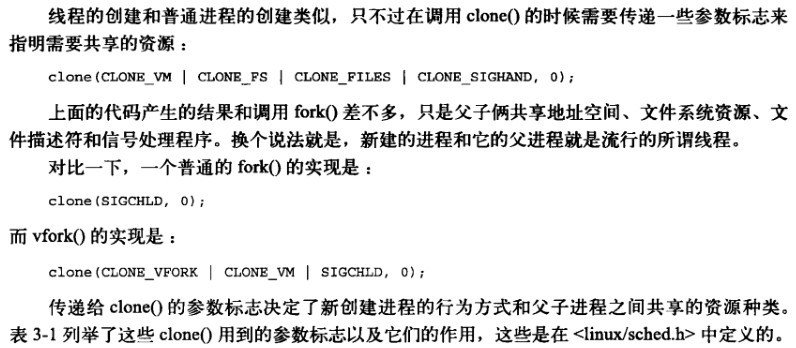 线程的创建和普通进程的创建类似，只不过在调用 clone() 的时候需要传递一些参数标志来
指明需要共享的资源：
clone(CLONE_VM | CLONE_FS | CLONE_FILES | CLONE_SIGHAND, 0);
上面的代码产生的结果和调用 fork() 差不多，只是父子俩共享地址空间、文件系统资源、文
件描述符和信号处理程序。换个说法就是，新建的进程和它的父进程就是流行的所谓线程。
对比一下，一个普通的 fork() 的实现是：
clone(SIGCHLD, 0);
而 vfork() 的实现是：
clone(CLONE_VFORK | CLONE_VM | SIGCHLD, 0);
传递给 clone() 的参数标志决定了新创建进程的行为方式和父子进程之间共享的资源种类。
表 3-1 列举了这些 clone() 用到的参数标志以及它们的作用，这些是在 <linux/sched.h> 中定义的。